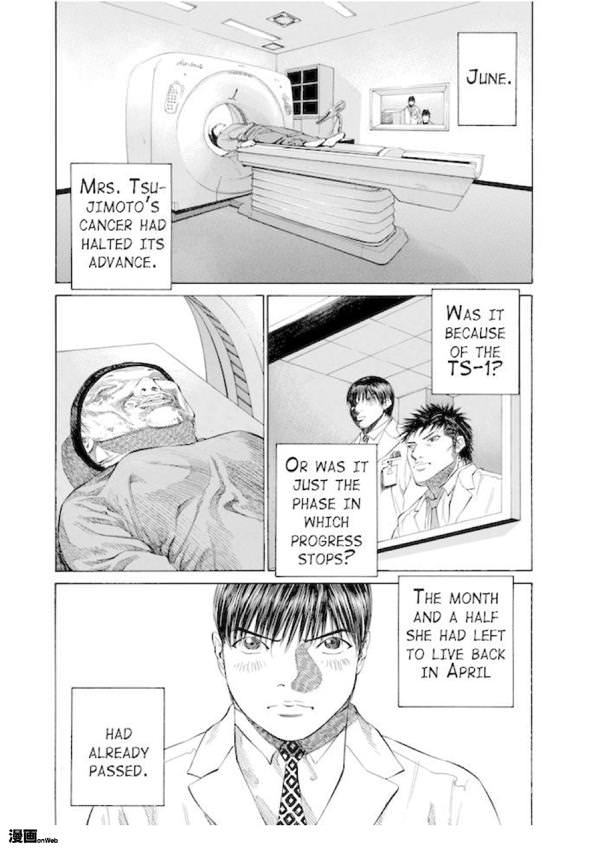 JUNE.
MRS. TSU-
JIMOTO'S
CANCER HAD
HALTED ITS
ADVANCE.
WAS IT
BECAUSE
OF THE
TS-1?
OR WAS IT
JUST THE
PHASE IN
WHICH
PROGRESS
STOPS?
THE MONTH
AND A HALF
SHE HAD LEFT
TO LIVE BACK
IN APRIL
HAD
ALREADY
PASSED.
漫画onWeb